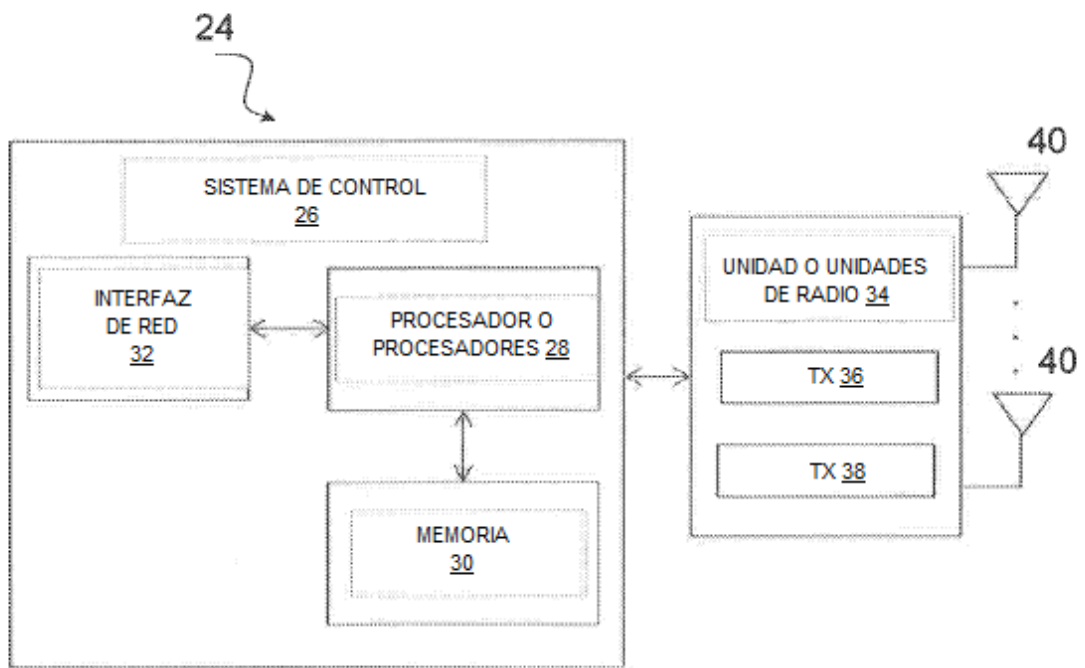 24
SISTEMA DE CONTROL
26
INTERFAZ
DE RED
32
PROCESADOR O
PROCESADORES 28
MEMORIA
30
UNIDAD O UNIDADES
DE RADIO 34
TX 36
TX 38
40
40